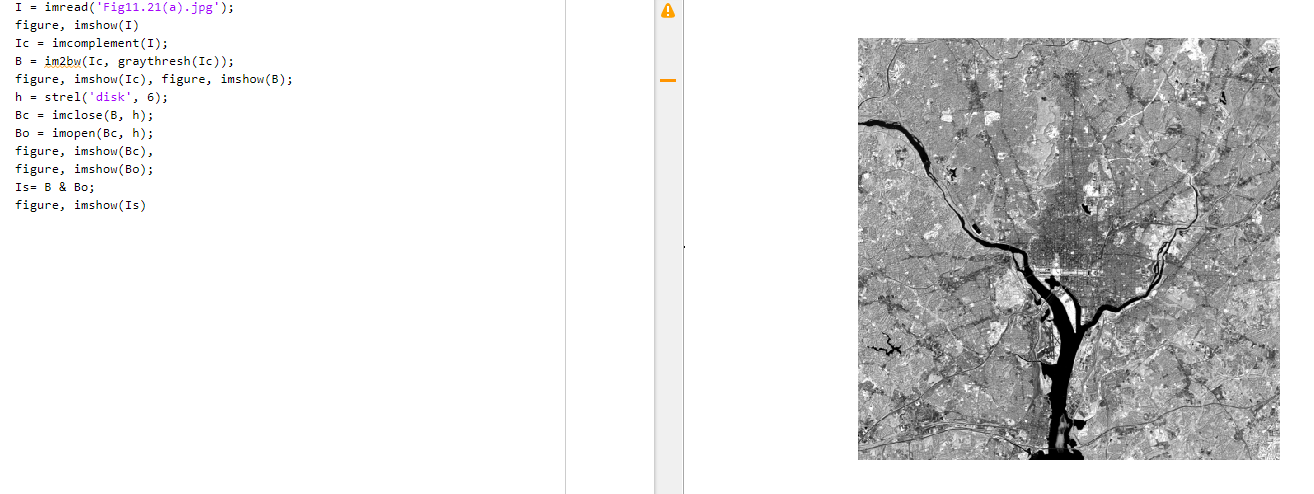 I = imread('Fig11.21(a).jpg');
figure, imshow(I)
Ic = imcomplement(I);
B = im2bw(Ic, graythresh(Ic));
figure, imshow(Ic), figure, imshow(B);
h = strel('disk', 6);
Bc = imclose(B, h);
Bo = imopen(Bc, h);
figure, imshow(Bc),
figure, imshow(Bo);
Is= B & Bo;
figure, imshow(Is)